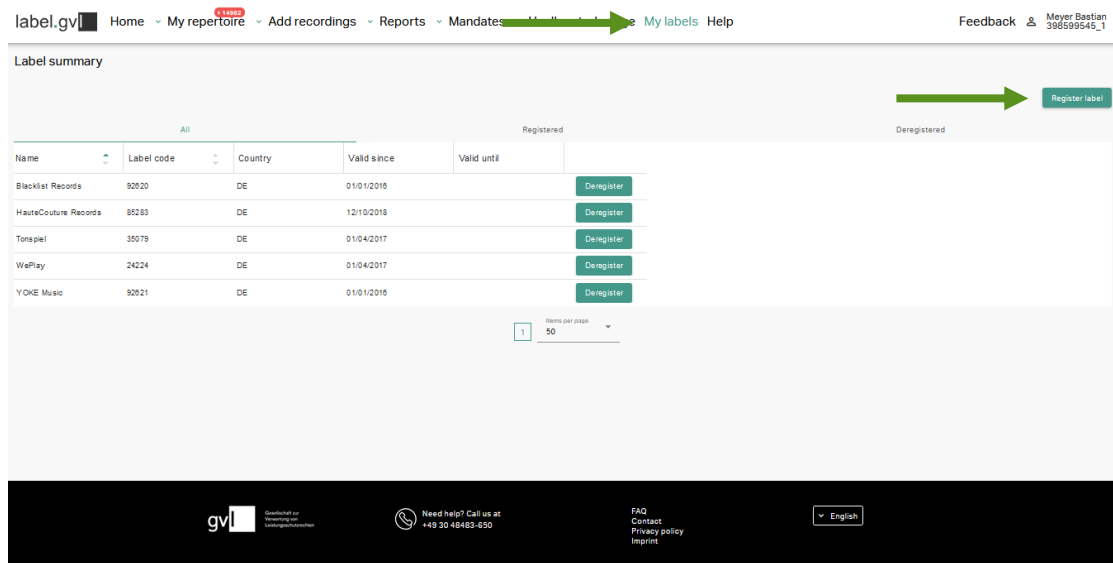 label.gvl Home My repertoire + 14962 Add recordings Reports Mandates My labels Help Feedback Meyer Bastian
398599545_1
Label summary
Register label
All Registered Deregistered
Name Label code Country Valid since Valid until
Blacklist Records 92620 DE 01/01/2016 Deregister
HauteCouture Records 85283 DE 12/10/2018 Deregister
Tonspiel 35079 DE 01/04/2017 Deregister
WePlay 24224 DE 01/04/2017 Deregister
YOKE Music 92621 DE 01/01/2016 Deregister
1 Items per page
50
gvl Gesellschaft zur
Verwertung von
Leistungsschutzrechten
Need help? Call us at
+49 30 48483-650
FAQ
Contact
Privacy policy
Imprint
English